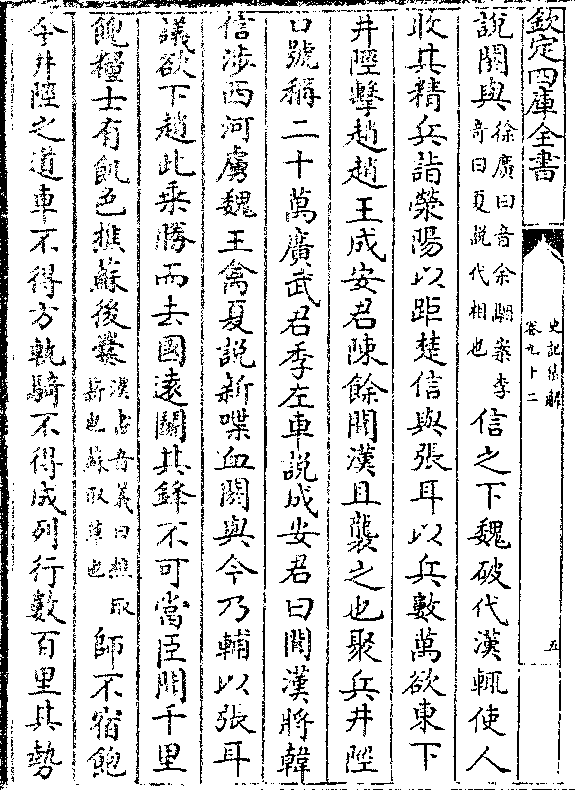 欽定四庫全書
史記集解
卷九十二
五
說閼與徐廣曰音余駰案李
奇曰夏説代相也信之下魏破代漢輒使人
收其精兵詣滎陽以距楚信與張耳以兵數萬欲東下
井陘擊趙趙王成安君陳餘聞漢且襲之也聚兵井陘
口號稱二十萬廣武君李左車說成安君曰聞漢將韓
信涉西河虜魏王禽夏說新喋血閼與今乃輔以張耳
議欲下趙此乗勝而去國遠鬭其鋒不可當臣聞千里
餽糧士有飢色樵蘇後爨漢書音義曰樵取
薪也蘇取草也師不宿飽
今井陘之道車不得方軌騎不得成列行數百里其勢